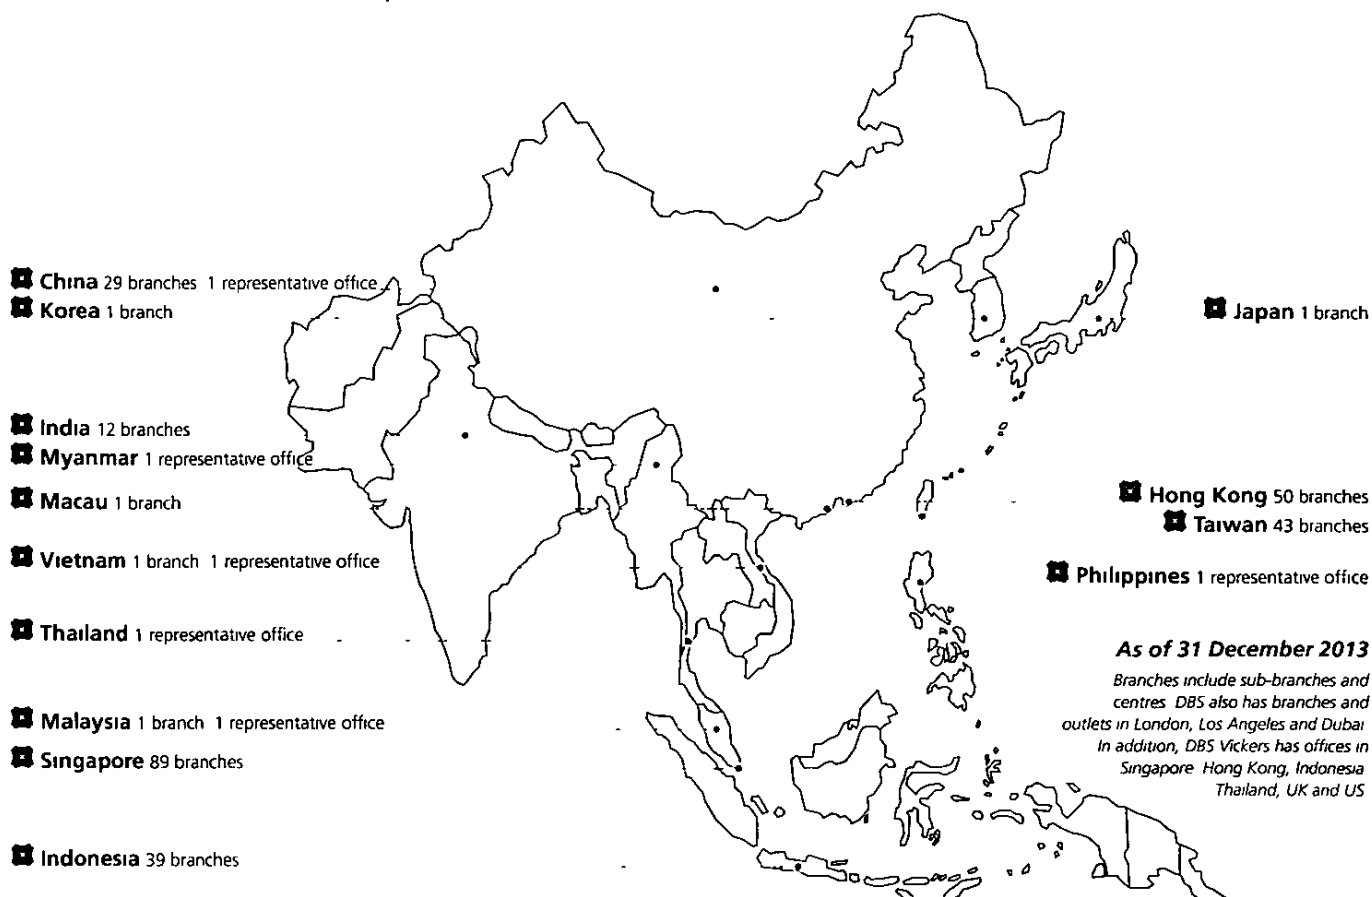 China 29 branches 1 representative office
Korea 1 branch
India 12 branches
Myanmar 1 representative office
Macau 1 branch
Vietnam 1 branch 1 representative office
Thailand 1 representative office
Malaysia 1 branch 1 representative office
Singapore 89 branches
Indonesia 39 branches
Japan 1 branch
Hong Kong 50 branches
Taiwan 43 branches
Philippines 1 representative office
As of 31 December 2013
Branches include sub-branches and
centres DBS also has branches and
outlets in London, Los Angeles and Dubai
In addition, DBS Vickers has offices in
Singapore Hong Kong, Indonesia
Thailand, UK and US